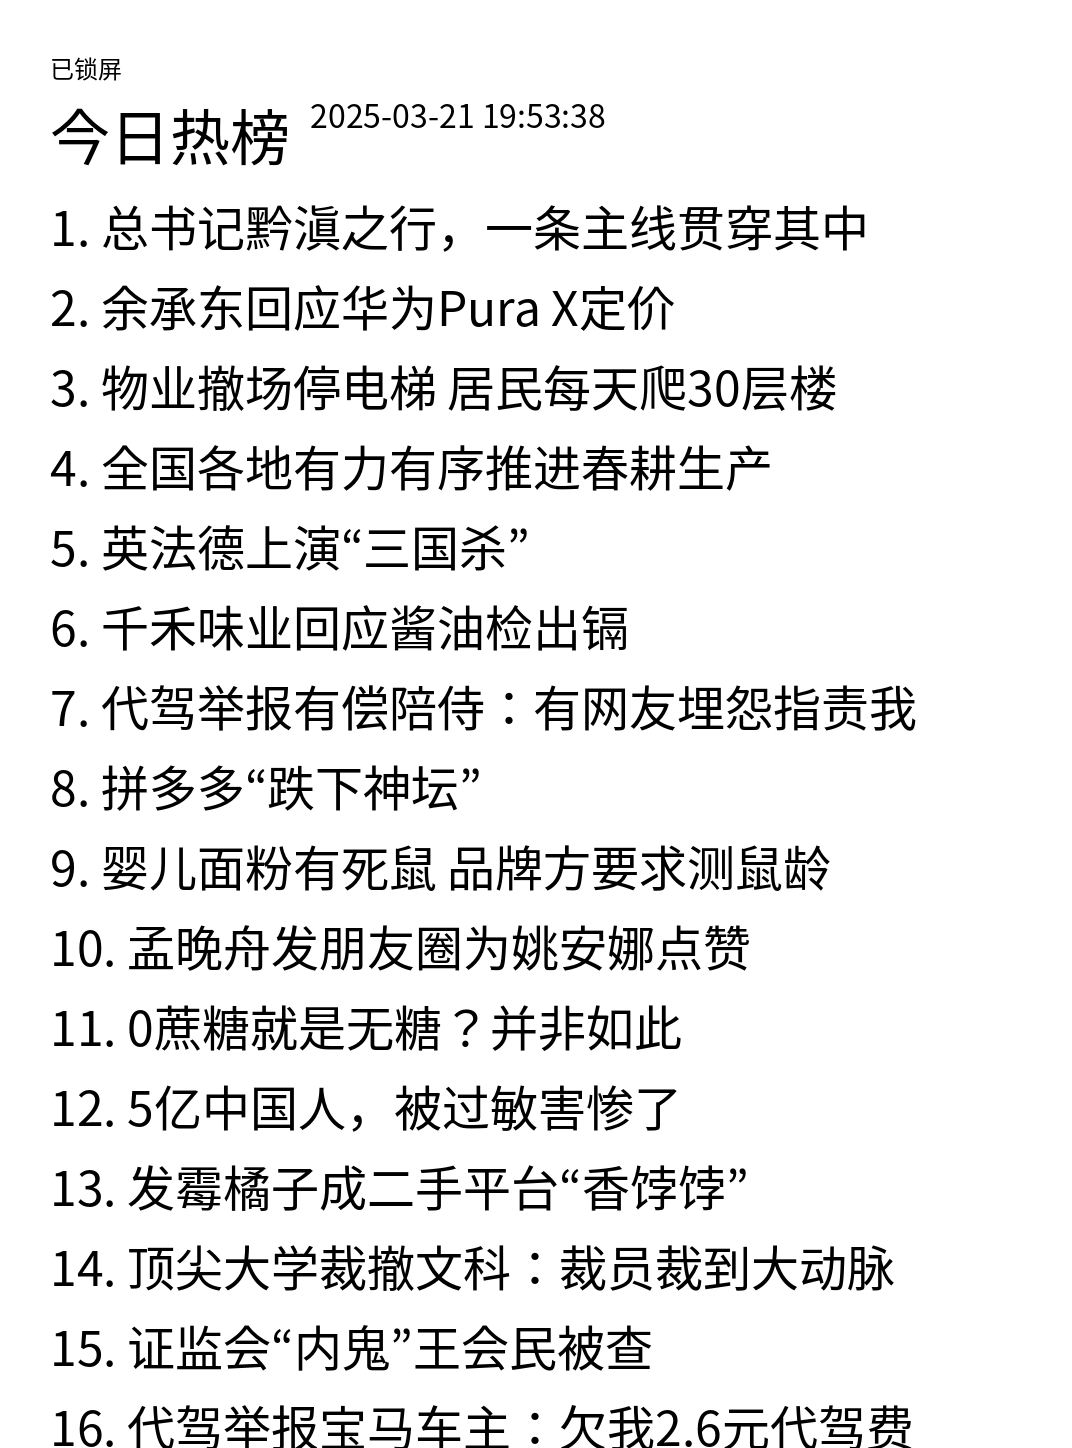 已锁屏
今日热榜 2025-03-21 19:53:38
1. 总书记黔滇之行，一条主线贯穿其中
2. 余承东回应华为Pura X定价
3. 物业撤场停电梯 居民每天爬30层楼
4. 全国各地有力有序推进春耕生产
5. 英法德上演“三国杀”
6. 千禾味业回应酱油检出镉
7. 代驾举报有偿陪侍：有网友埋怨指责我
8. 拼多多“跌下神坛”
9. 婴儿面粉有死鼠 品牌方要求测鼠龄
10. 孟晚舟发朋友圈为姚安娜点赞
11. 0蔗糖就是无糖？并非如此
12. 5亿中国人，被过敏害惨了
13. 发霉橘子成二手平台“香饽饽”
14. 顶尖大学裁撤文科：裁员裁到大动脉
15. 证监会“内鬼”王会民被查
16. 代驾举报宝马车主：欠我2.6元代驾费